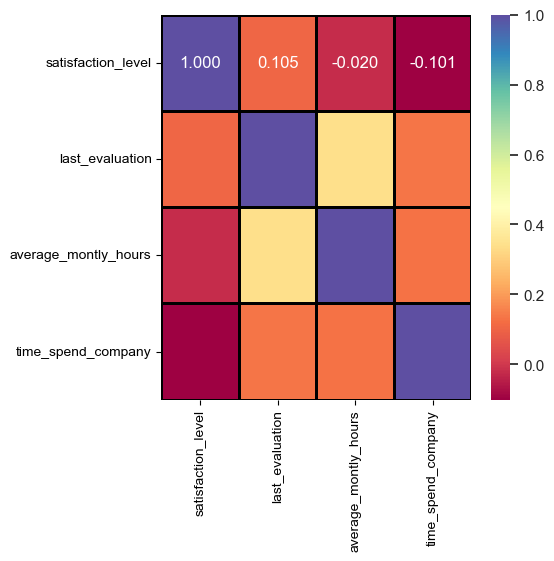 satisfaction_level 1.000 0.105 -0.020 -0.101
last_evaluation
average_montly_hours
time_spend_company
satisfaction_level
last_evaluation
average_montly_hours
time_spend_company
1.0
0.8
0.6
0.4
0.2
0.0